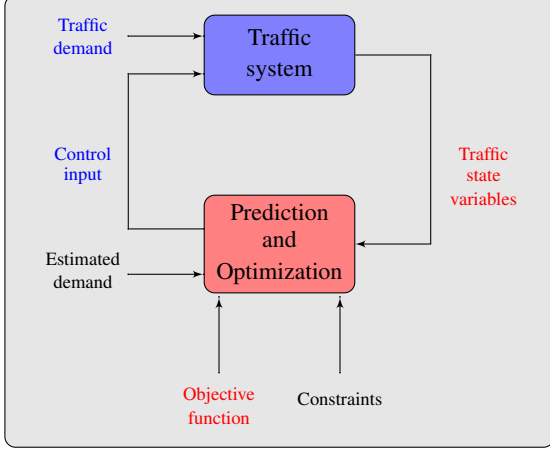 Traffic
demand
Traffic
system
Control
input
Traffic
state
variables
Prediction
and
Optimization
Estimated
demand
Objective
function
Constraints